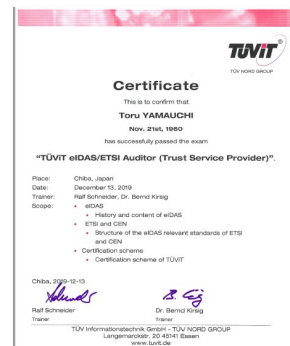 TÜViT®
TÜV NORD GROUP
Certificate
This is to confirm that
Toru YAMAUCHI
Nov. 21st, 1960
has successfully passed the exam
"TÜViT eIDAS/ETSI Auditor (Trust Service Provider)".
Place: Chiba, Japan
Date: December 13, 2019
Trainer: Ralf Schneider, Dr. Bernd Kirsig
Scope: • eIDAS
• History and content of eIDAS
• ETSI and CEN
• Structure of the eIDAS relevant standards of ETSI
and CEN
• Certification scheme
• Certification scheme of TÜViT
Chiba, 2019-12-13
Ralf Schneider Dr. Bernd Kirsig
Trainer Trainer
TÜV Informationstechnik GmbH - TÜV NORD GROUP
Langemarckstr. 20 45141 Essen
www.tuvit.de